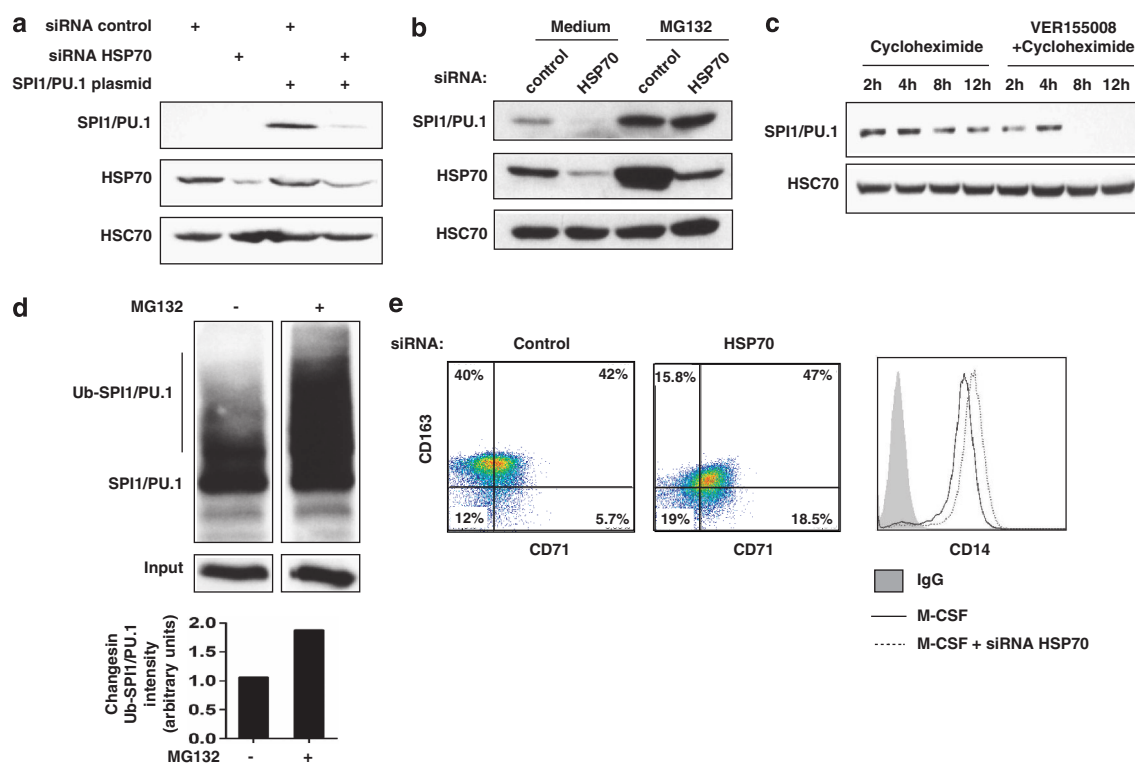 a
siRNA control + +
siRNA HSP70 + +
SPI1/PU.1 plasmid + +
SPI1/PU.1
HSP70
HSC70
b
Medium MG132
siRNA: control HSP70 control HSP70
SPI1/PU.1
HSP70
HSC70
c
Cycloheximide VER155008
+Cycloheximide
2h 4h 8h 12h 2h 4h 8h 12h
SPI1/PU.1
HSC70
d
MG132 - +
Ub-SPI1/PU.1
SPI1/PU.1
Input
Changesin
Ub-SPI1/PU.1
intensity
(arbitrary units)
2.0
1.5
1.0
0.5
0.0
MG132 - +
e
siRNA: Control HSP70
40% 42%
12% 5.7%
15.8% 47%
19% 18.5%
CD163
CD71 CD71 CD14
IgG
M-CSF
M-CSF + siRNA HSP70